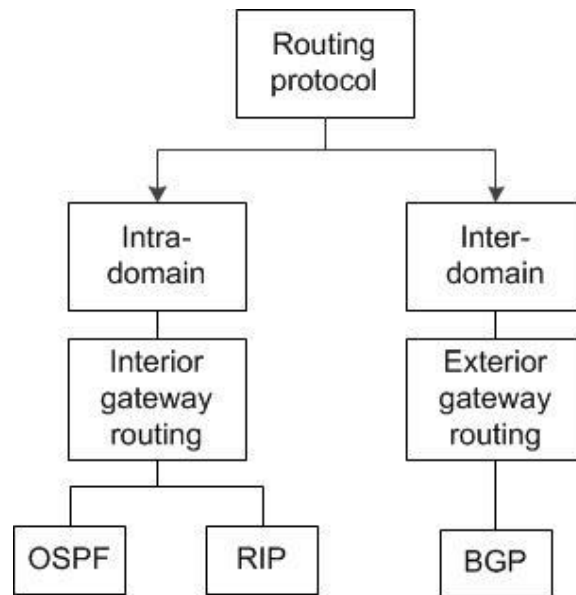 Routing
protocol
Intra-
domain
Inter-
domain
Interior
gateway
routing
Exterior
gateway
routing
OSPF
RIP
BGP